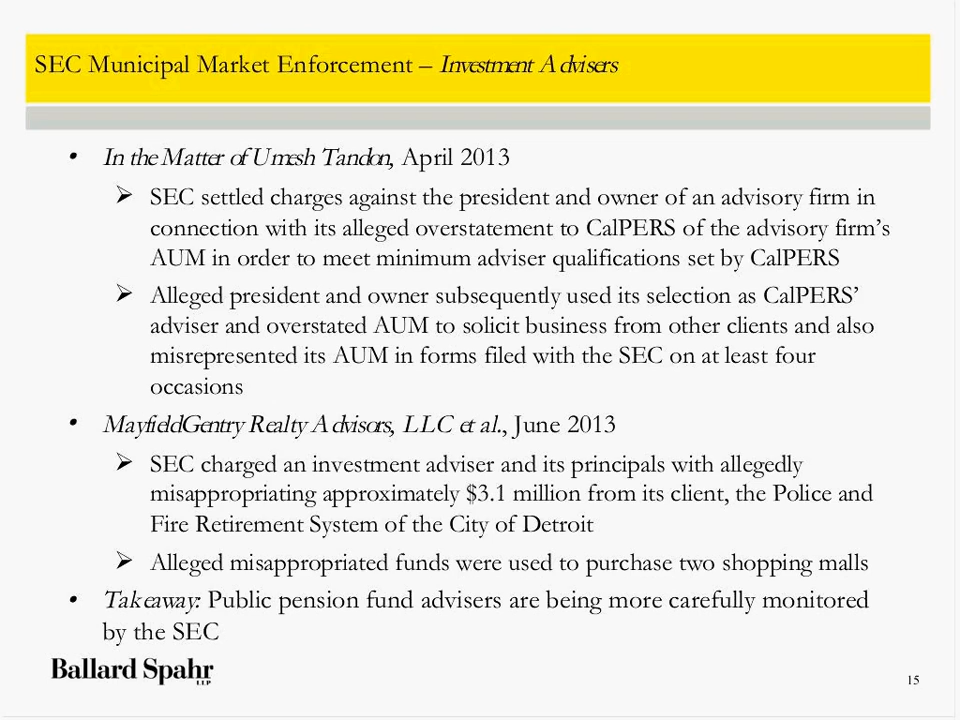 SEC Municipal Market Enforcement – Investment Advisers
• In the Matter of Umesh Tandon, April 2013
➢ SEC settled charges against the president and owner of an advisory firm in
connection with its alleged overstatement to CalPERS of the advisory firm’s
AUM in order to meet minimum adviser qualifications set by CalPERS
➢ Alleged president and owner subsequently used its selection as CalPERS’
adviser and overstated AUM to solicit business from other clients and also
misrepresented its AUM in forms filed with the SEC on at least four
occasions
• MayfieldGentry Realty Advisors, LLC et al., June 2013
➢ SEC charged an investment adviser and its principals with allegedly
misappropriating approximately $3.1 million from its client, the Police and
Fire Retirement System of the City of Detroit
➢ Alleged misappropriated funds were used to purchase two shopping malls
• Takeaway: Public pension fund advisers are being more carefully monitored
by the SEC
Ballard Spahr
LLP
15